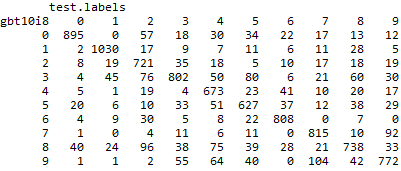 test.labels
gbt10i8 0 1 2 3 4 5 6 7 8 9
0 895 0 57 18 30 34 22 17 13 12
1 2 1030 17 9 7 11 6 11 28 5
2 8 19 721 35 18 5 10 17 18 19
3 4 45 76 802 50 80 6 21 60 30
4 5 1 19 4 673 23 41 10 20 17
5 20 6 10 33 51 627 37 12 38 29
6 4 9 30 5 8 22 808 0 7 0
7 1 0 4 11 6 11 0 815 10 92
8 40 24 96 38 75 39 28 21 738 33
9 1 1 2 55 64 40 0 104 42 772